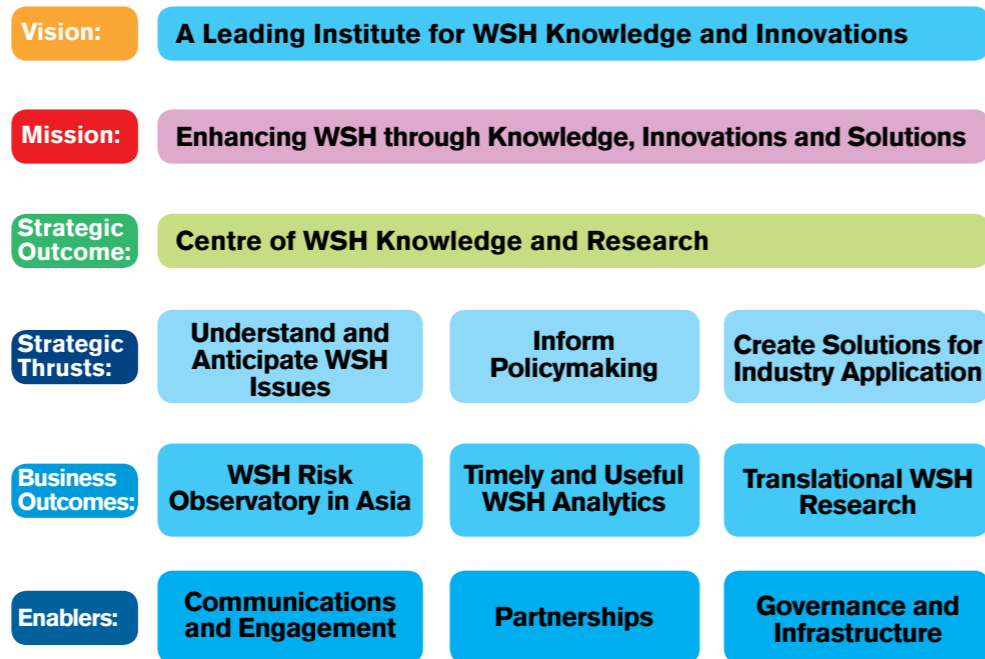 Vision:
A Leading Institute for WSH Knowledge and Innovations
Mission:
Enhancing WSH through Knowledge, Innovations and Solutions
Strategic
Outcome:
Centre of WSH Knowledge and Research
Strategic
Thrusts:
Understand and
Anticipate WSH
Issues
Inform
Policymaking
Create Solutions for
Industry Application
Business
Outcomes:
WSH Risk
Observatory in Asia
Timely and Useful
WSH Analytics
Translational WSH
Research
Enablers:
Communications
and Engagement
Partnerships
Governance and
Infrastructure